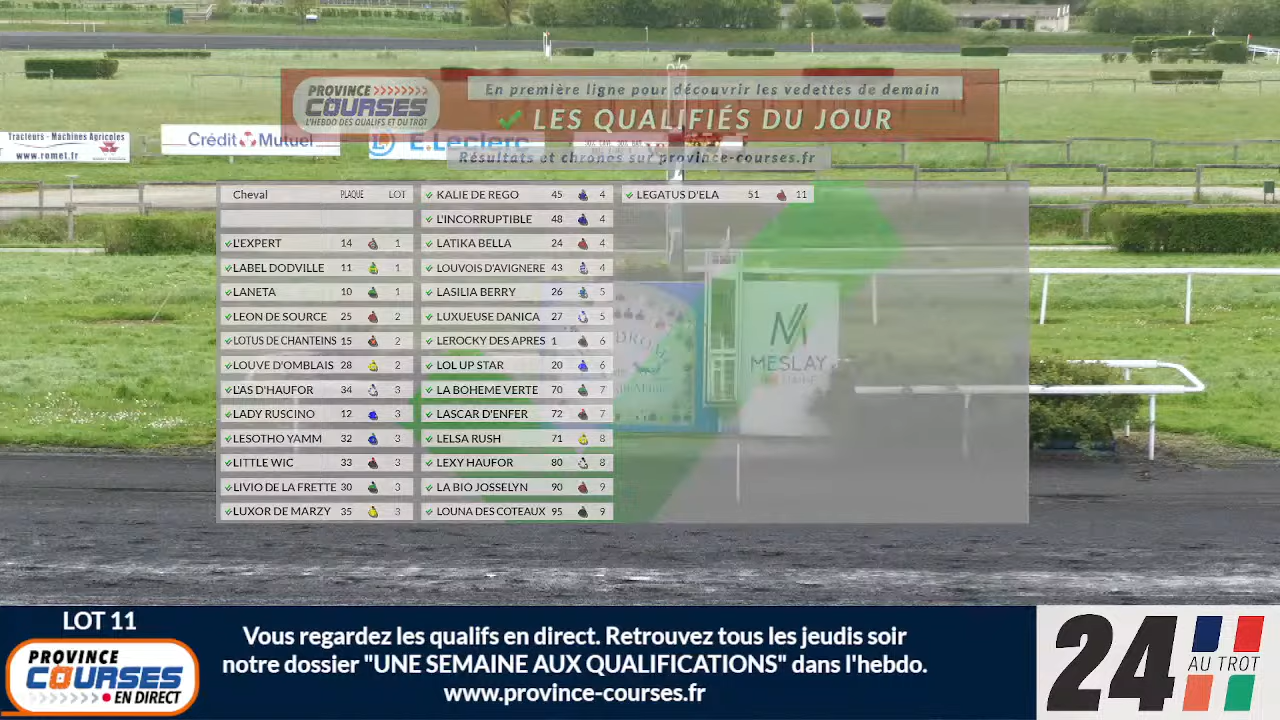 PROVINCE
COURSES
L'HEBDO DES QUALIFS ET DU TROT
En première ligne pour découvrir les vedettes de demain
LES QUALIFIÉS DU JOUR
Résultats et chronos sur province-courses.fr
Tracteurs - Machines Agricoles
www.romet.fr
Crédit Mutuel
E.Leclerc
Cheval PLAQUE LOT
L'EXPERT 14 1
LABEL DODVILLE 11 1
LANETA 10 1
LEON DE SOURCE 25 2
LOTUS DE CHANTEINS 15 2
LOUVE D'OMBLAIS 28 2
L'AS D'HAUFOR 34 3
LADY RUSCINO 12 3
LESOTHO YAMM 32 3
LITTLE WIC 33 3
LIVIO DE LA FRETTE 30 3
LUXOR DE MARZY 35 3
KALIE DE REGO 45 4
L'INCORRUPTIBLE 48 4
LATIKA BELLA 24 4
LOUVOIS D'AVIGNERE 43 4
LASILIA BERRY 26 5
LUXUEUSE DANICA 27 5
LEROCKY DES APRES 1 6
LOL UP STAR 20 6
LA BOHEME VERTE 70 7
LASCAR D'ENFER 72 7
LELSA RUSH 71 8
LEXY HAUFOR 80 8
LA BIO JOSSELYN 90 9
LOUNA DES COTEAUX 95 9
LEGATUS D'ELA 51 11
MESLAY
LOT 11
PROVINCE
COURSES
EN DIRECT
Vous regardez les qualifs en direct. Retrouvez tous les jeudis soir
notre dossier "UNE SEMAINE AUX QUALIFICATIONS" dans l'hebdo.
www.province-courses.fr
24
AU TROT